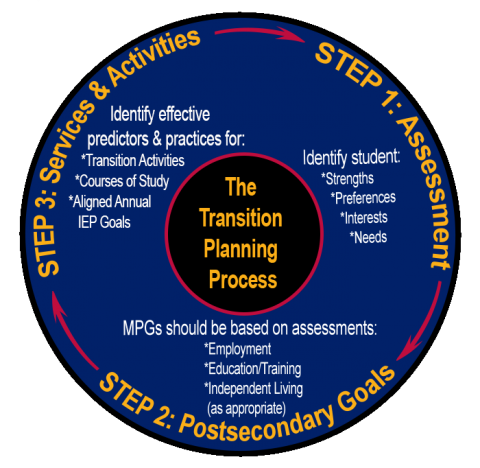 The
Transition
Planning
Process
STEP 1: Assessment
Identify student:
*Strengths
*Preferences
*Interests
*Needs
STEP 2: Postsecondary Goals
MPGs should be based on assessments:
*Employment
*Education/Training
*Independent Living
(as appropriate)
STEP 3: Services & Activities
Identify effective
predictors & practices for:
*Transition Activities
*Courses of Study
*Aligned Annual
IEP Goals